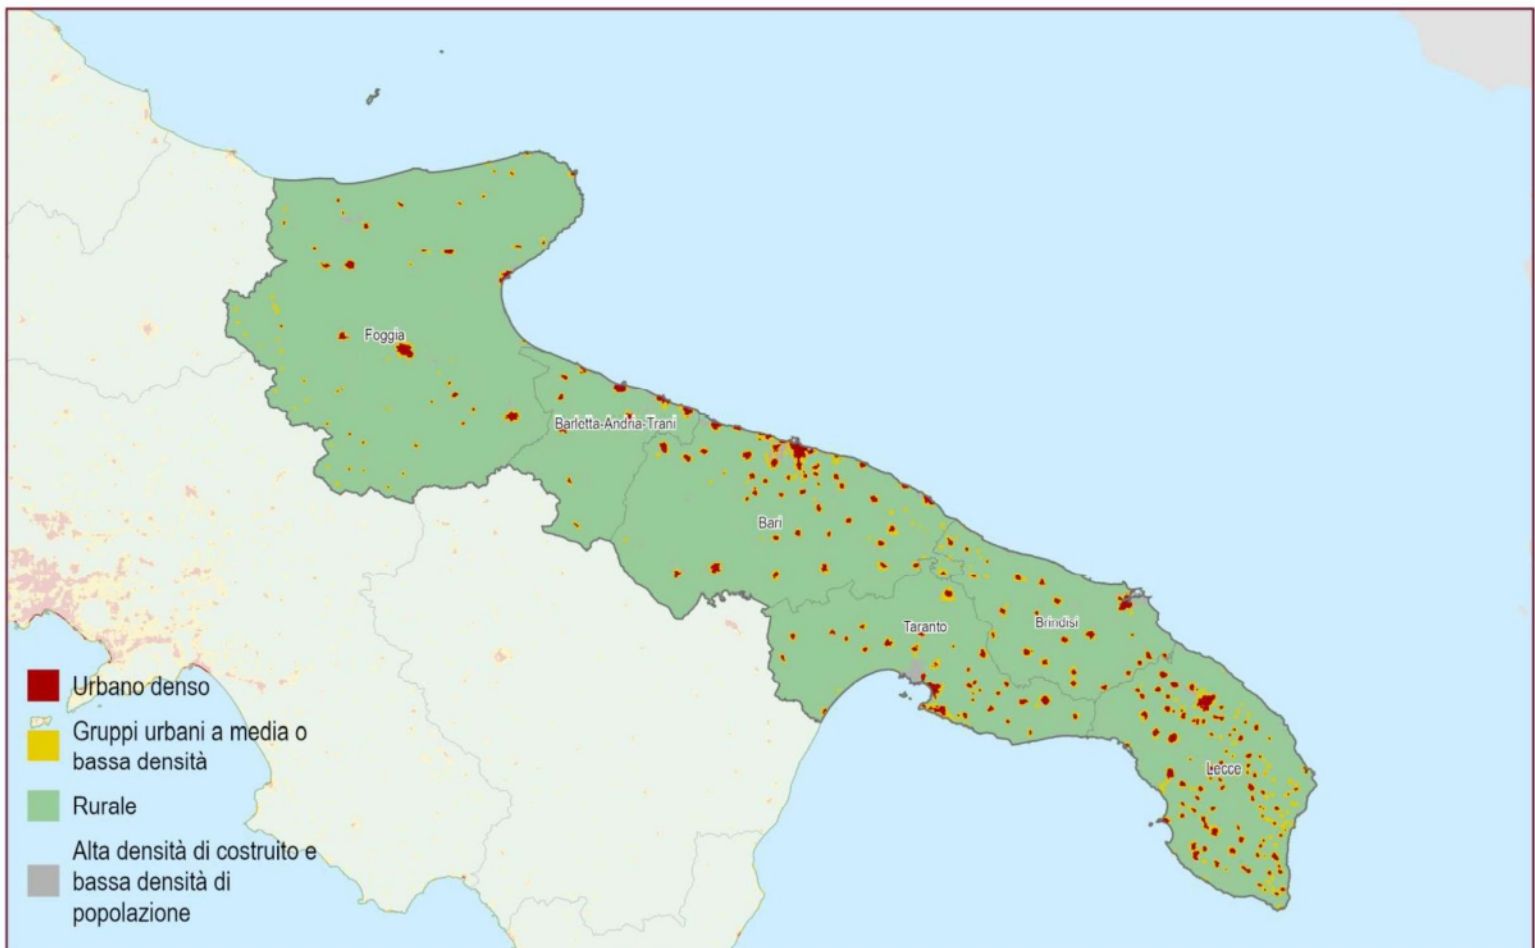 Foggia
Barletta-Andria-Trani
Bari
Taranto
Brindisi
Lecce
Urbano denso
Gruppi urbani a media o
bassa densità
Rurale
Alta densità di costruito e
bassa densità di
popolazione